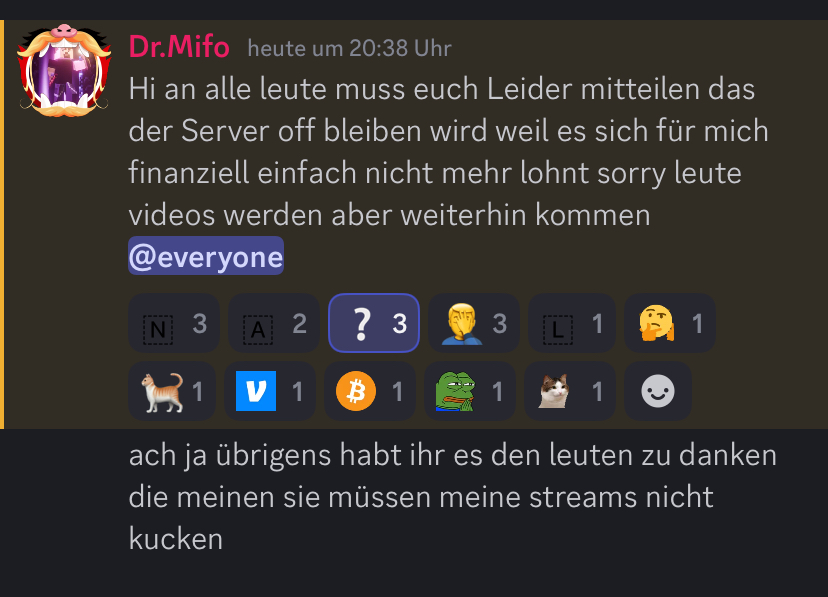 Dr.Mifo heute um 20:38 Uhr
Hi an alle leute muss euch Leider mitteilen das
der Server off bleiben wird weil es sich für mich
finanziell einfach nicht mehr lohnt sorry leute
videos werden aber weiterhin kommen
@everyone
N 3 A 2 ? 3 3 L 1 1
1 V 1 ₿ 1 1 1
ach ja übrigens habt ihr es den leuten zu danken
die meinen sie müssen meine streams nicht
kucken